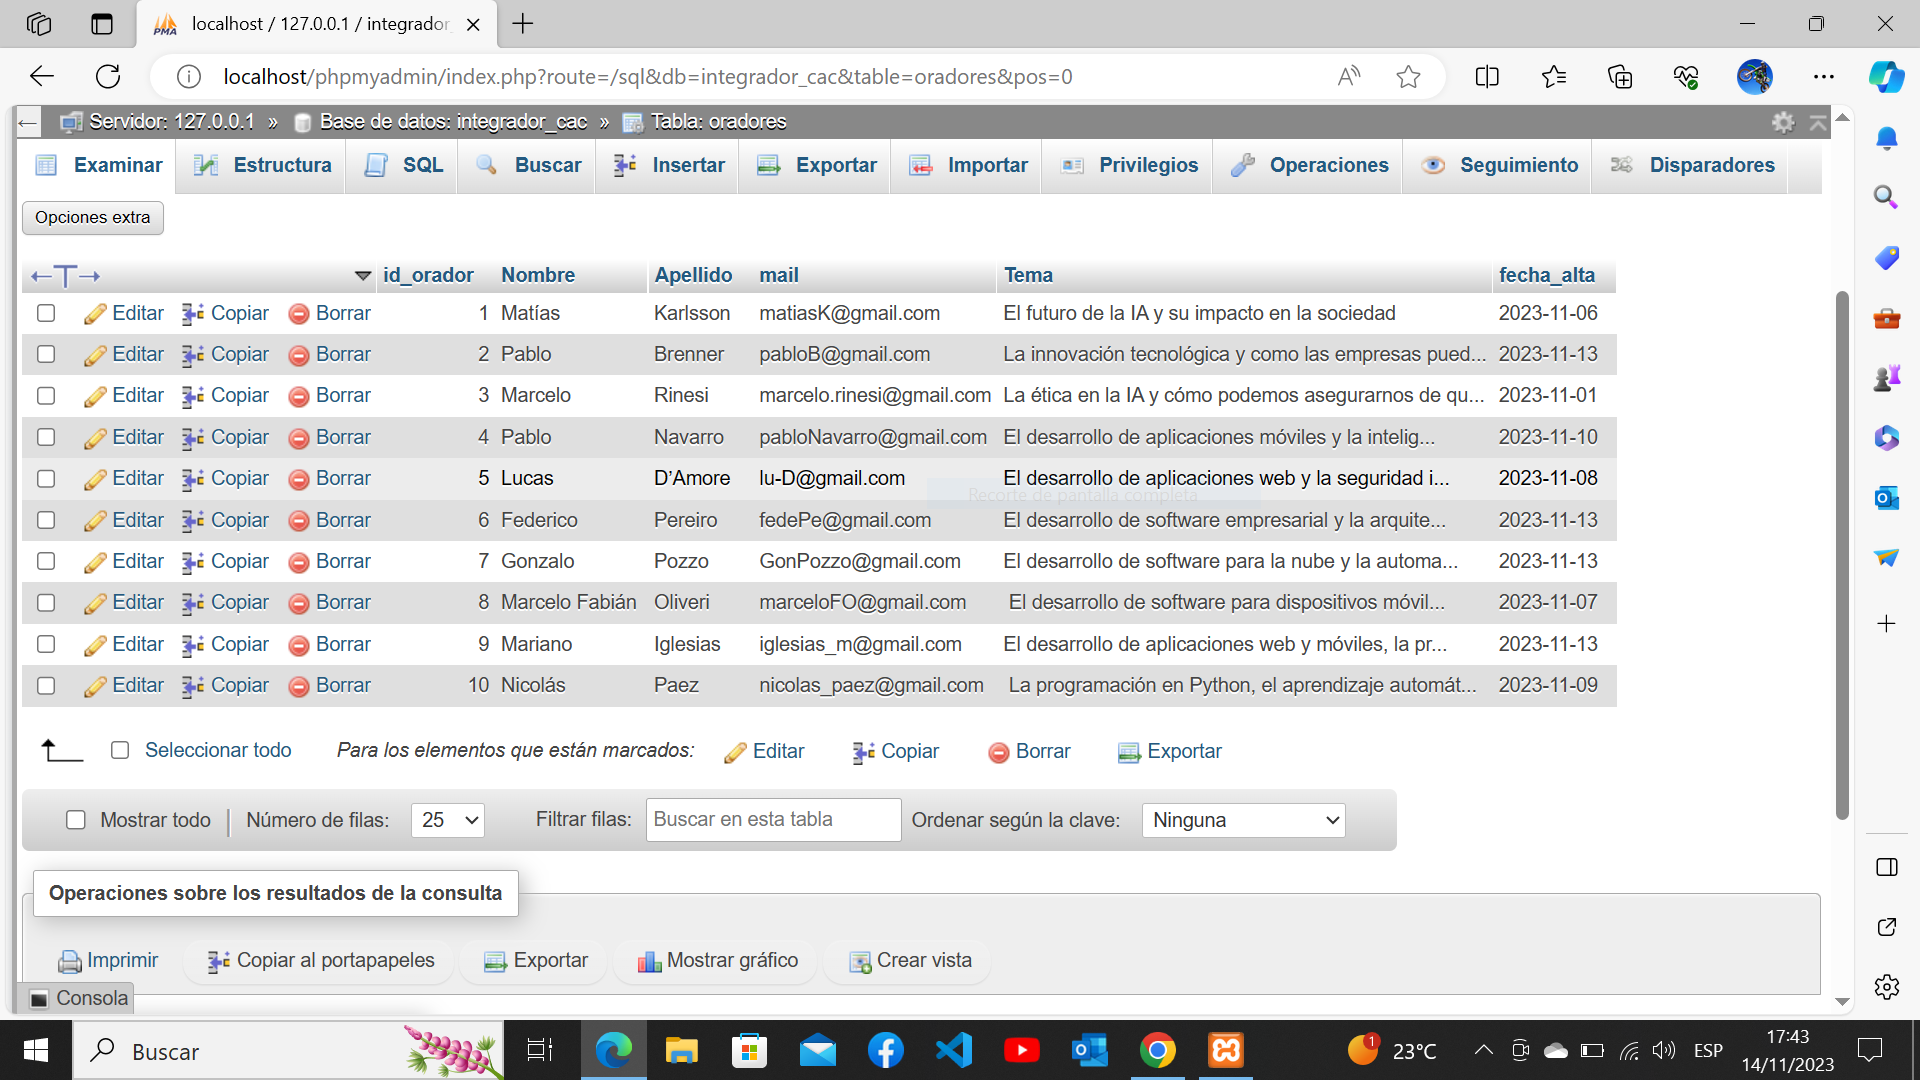 localhost / 127.0.0.1 / integrador_
localhost/phpmyadmin/index.php?route=/sql&db=integrador_cac&table=oradores&pos=0
Servidor: 127.0.0.1 » Base de datos: integrador_cac » Tabla: oradores
Examinar Estructura SQL Buscar Insertar Exportar Importar Privilegios Operaciones Seguimiento Disparadores
Opciones extra
←T→ id_orador Nombre Apellido mail Tema fecha_alta
Editar Copiar Borrar 1 Matías Karlsson matiasK@gmail.com El futuro de la IA y su impacto en la sociedad 2023-11-06
Editar Copiar Borrar 2 Pablo Brenner pabloB@gmail.com La innovación tecnológica y como las empresas pued... 2023-11-13
Editar Copiar Borrar 3 Marcelo Rinesi marcelo.rinesi@gmail.com La ética en la IA y cómo podemos asegurarnos de qu... 2023-11-01
Editar Copiar Borrar 4 Pablo Navarro pabloNavarro@gmail.com El desarrollo de aplicaciones móviles y la intelig... 2023-11-10
Editar Copiar Borrar 5 Lucas D’Amore lu-D@gmail.com El desarrollo de aplicaciones web y la seguridad i... 2023-11-08
Recorte de pantalla completa
Editar Copiar Borrar 6 Federico Pereiro fedePe@gmail.com El desarrollo de software empresarial y la arquite... 2023-11-13
Editar Copiar Borrar 7 Gonzalo Pozzo GonPozzo@gmail.com El desarrollo de software para la nube y la automa... 2023-11-13
Editar Copiar Borrar 8 Marcelo Fabián Oliveri marceloFO@gmail.com El desarrollo de software para dispositivos móvil... 2023-11-07
Editar Copiar Borrar 9 Mariano Iglesias iglesias_m@gmail.com El desarrollo de aplicaciones web y móviles, la pr... 2023-11-13
Editar Copiar Borrar 10 Nicolás Paez nicolas_paez@gmail.com La programación en Python, el aprendizaje automát... 2023-11-09
Seleccionar todo Para los elementos que están marcados: Editar Copiar Borrar Exportar
Mostrar todo Número de filas: 25 Filtrar filas: Buscar en esta tabla Ordenar según la clave: Ninguna
Operaciones sobre los resultados de la consulta
Imprimir Copiar al portapapeles Exportar Mostrar gráfico Crear vista
Consola
Buscar 1 23°C ESP 17:43
14/11/2023